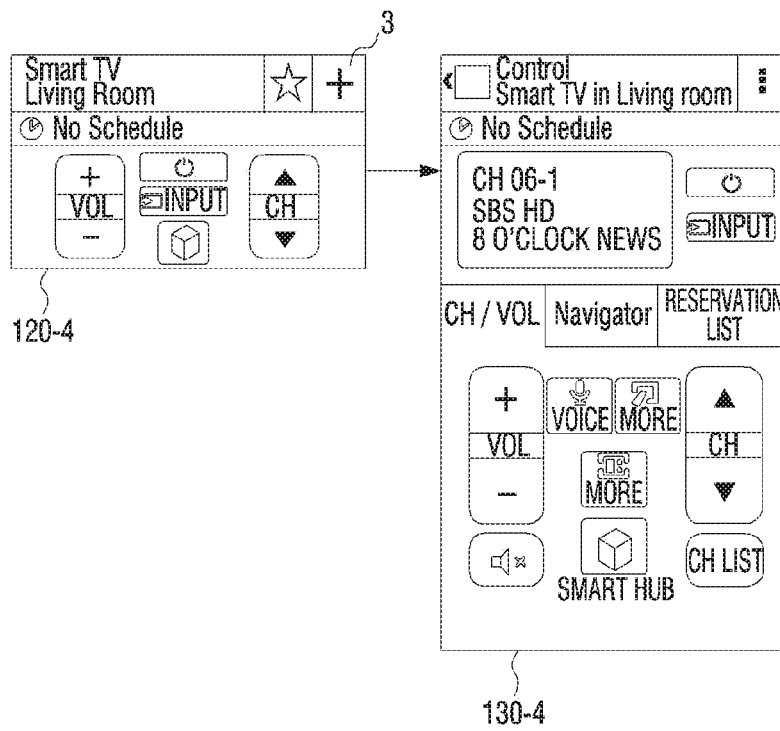 3
Smart TV
Living Room
No Schedule
+
VOL
-
INPUT
CH
120-4
Control
Smart TV in Living room
No Schedule
CH 06-1
SBS HD
8 O'CLOCK NEWS
INPUT
CH / VOL
Navigator
RESERVATION
LIST
+
VOL
-
VOICE
MORE
MORE
CH
SMART HUB
CH LIST
130-4